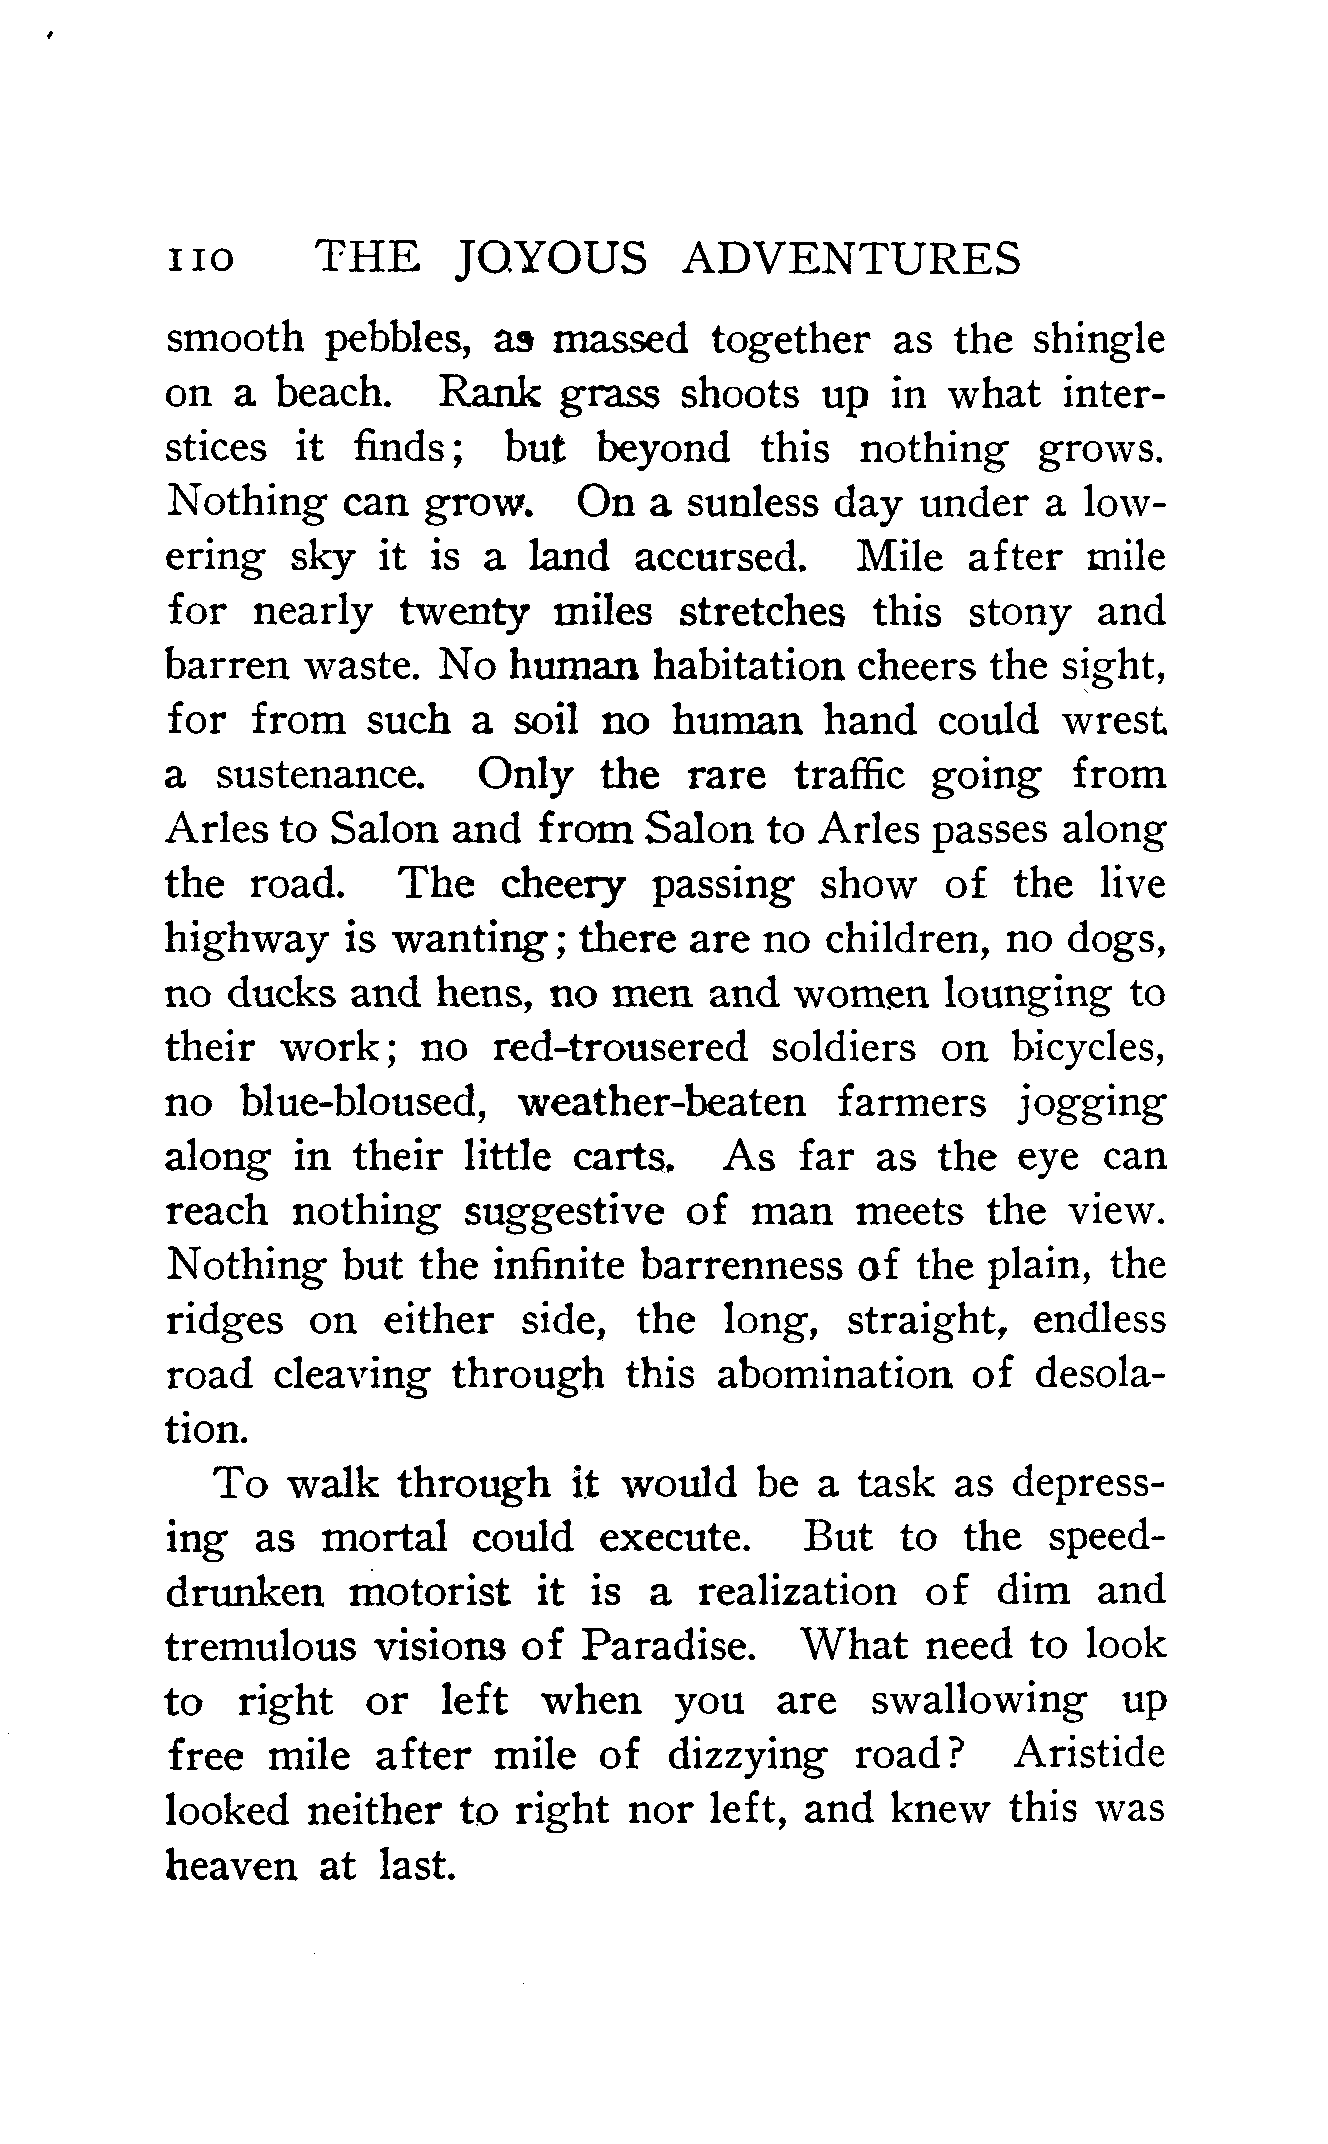 110 THE JOYOUS ADVENTURES
smooth pebbles, as massed together as the shingle
on a beach. Rank grass shoots up in what inter-
stices it finds; but beyond this nothing grows.
Nothing can grow. On a sunless day under a low-
ering sky it is a land accursed. Mile after mile
for nearly twenty miles stretches this stony and
barren waste. No human habitation cheers the sight,
for from such a soil no human hand could wrest
a sustenance. Only the rare traffic going from
Arles to Salon and from Salon to Arles passes along
the road. The cheery passing show of the live
highway is wanting; there are no children, no dogs,
no ducks and hens, no men and women lounging to
their work; no red-trousered soldiers on bicycles,
no blue-bloused, weather-beaten farmers jogging
along in their little carts. As far as the eye can
reach nothing suggestive of man meets the view.
Nothing but the infinite barrenness of the plain, the
ridges on either side, the long, straight, endless
road cleaving through this abomination of desola-
tion.
To walk through it would be a task as depress-
ing as mortal could execute. But to the speed-
drunken motorist it is a realization of dim and
tremulous visions of Paradise. What need to look
to right or left when you are swallowing up
free mile after mile of dizzying road? Aristide
looked neither to right nor left, and knew this was
heaven at last.